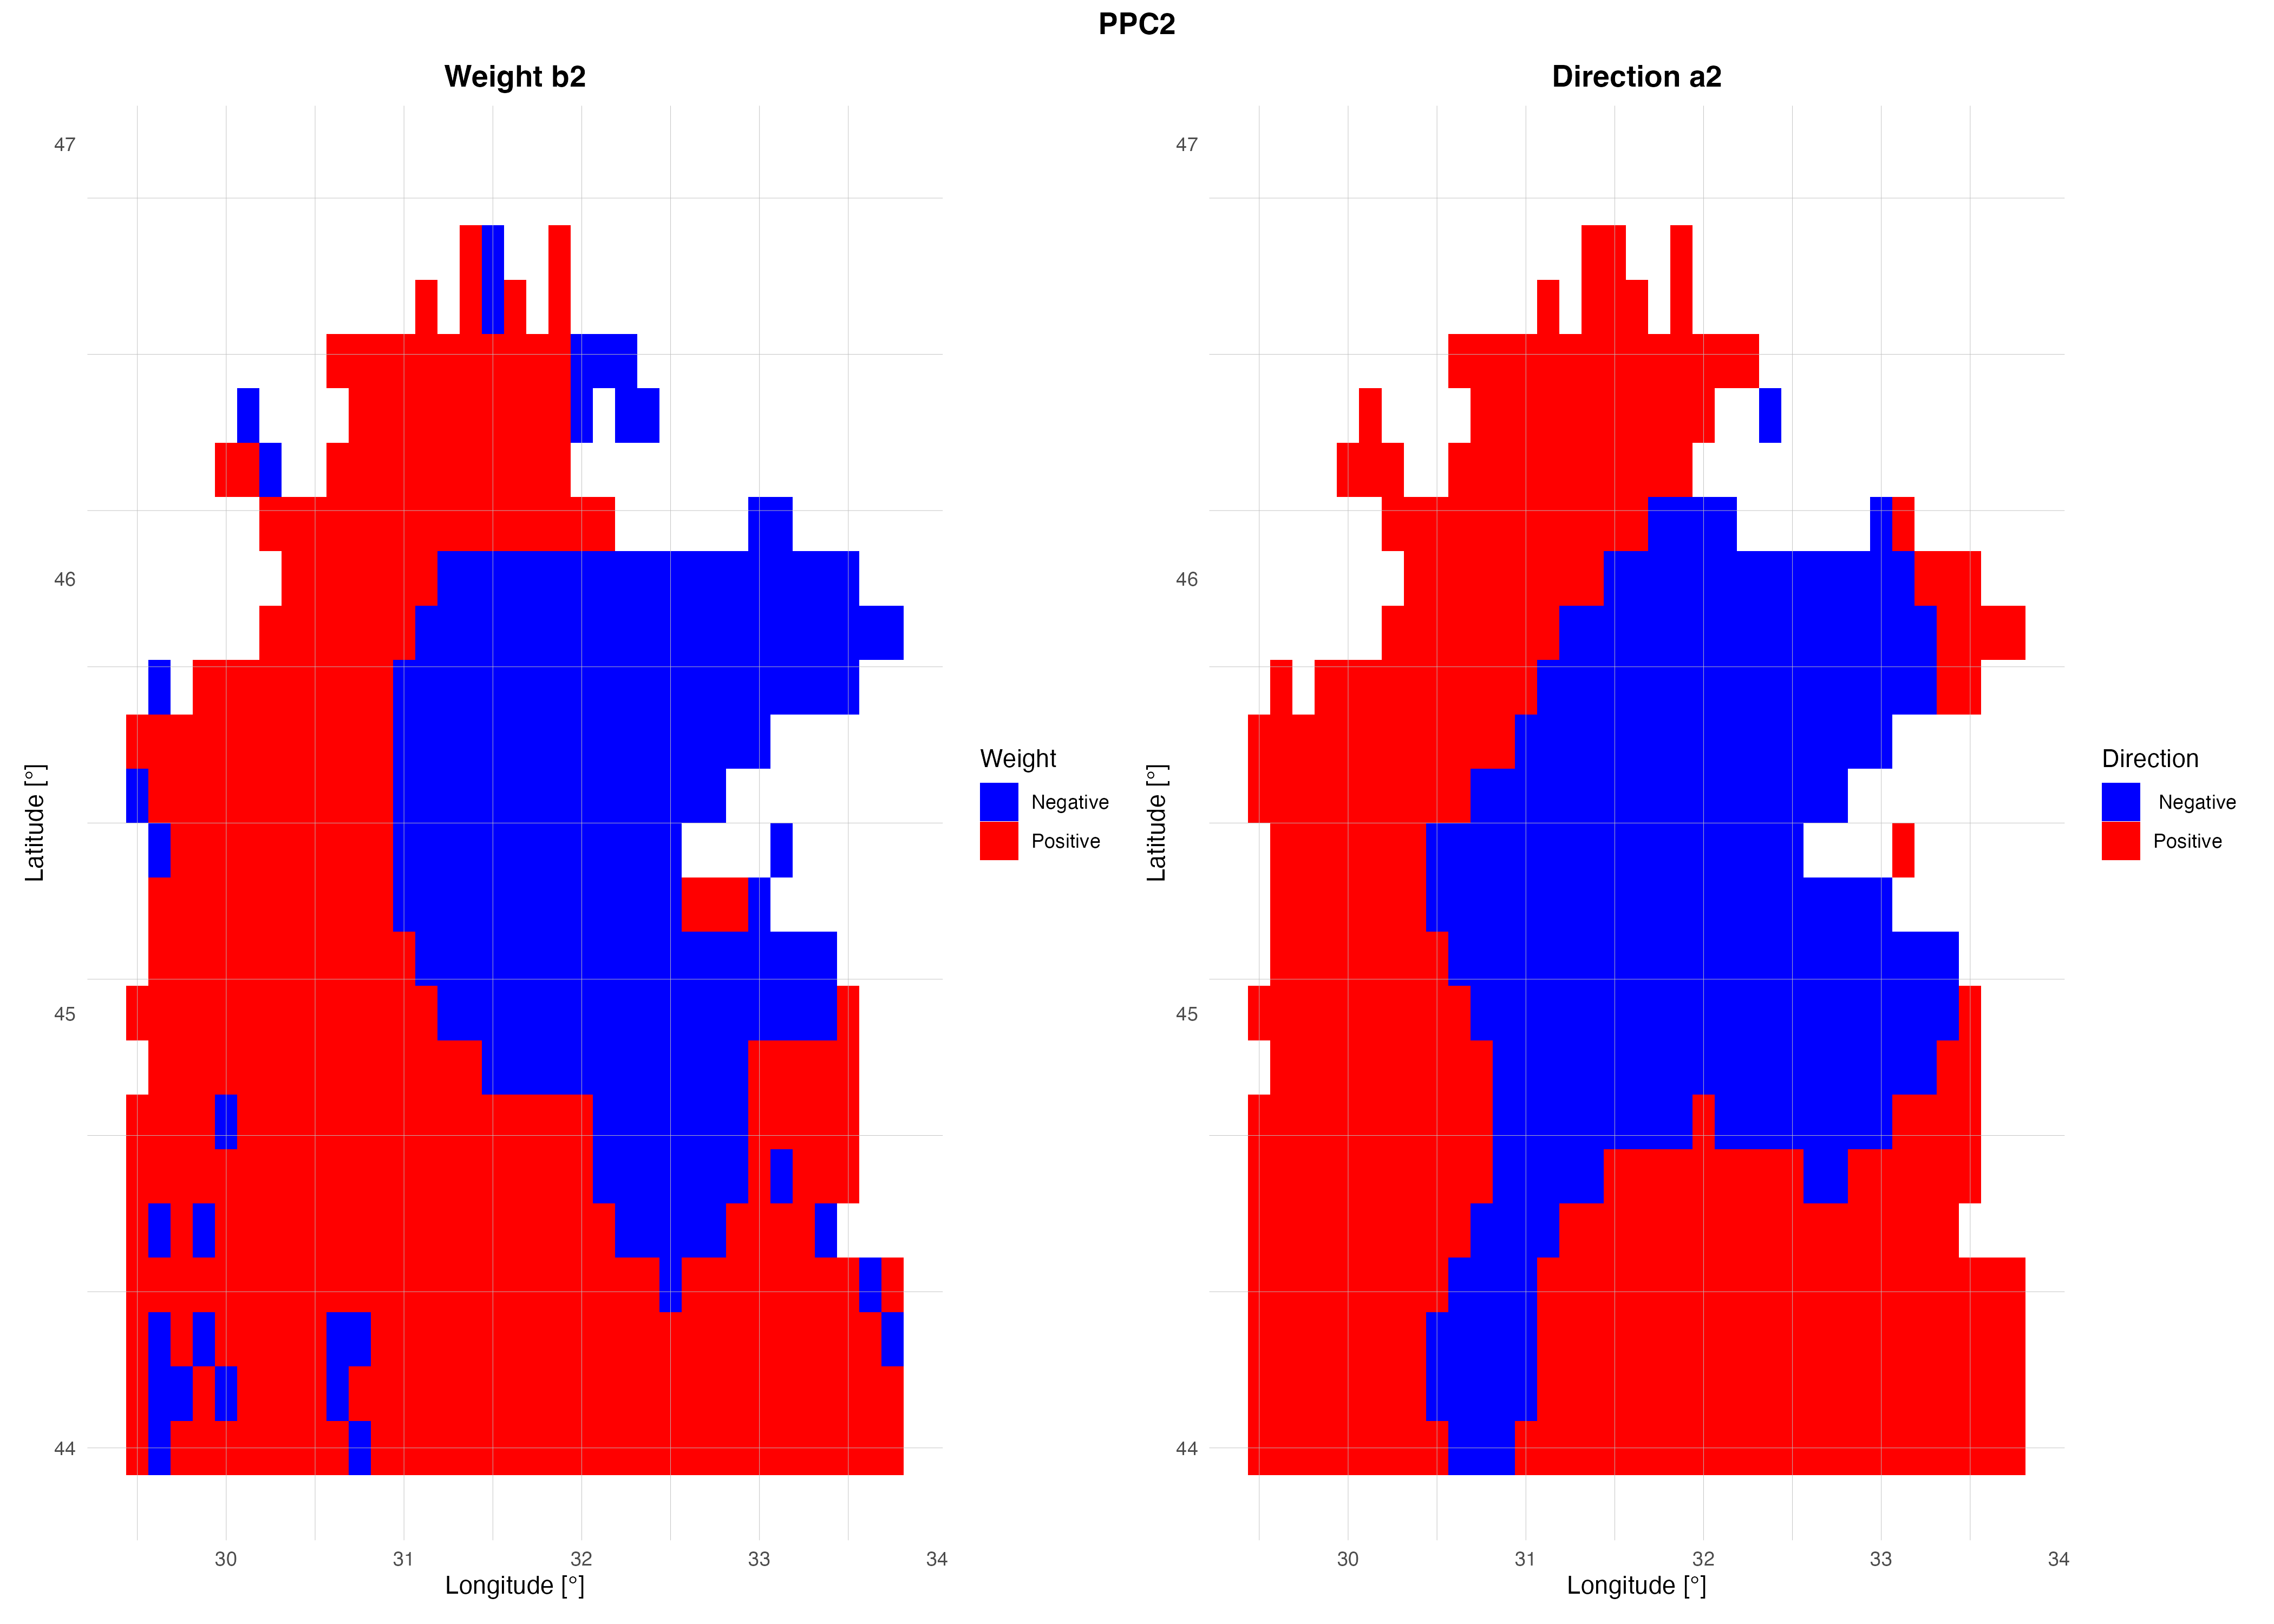 PPC2
Weight b2
Direction a2
47
46
45
44
Latitude [°]
30 31 32 33 34
Longitude [°]
Weight
Negative
Positive
47
46
45
44
Latitude [°]
30 31 32 33 34
Longitude [°]
Direction
Negative
Positive